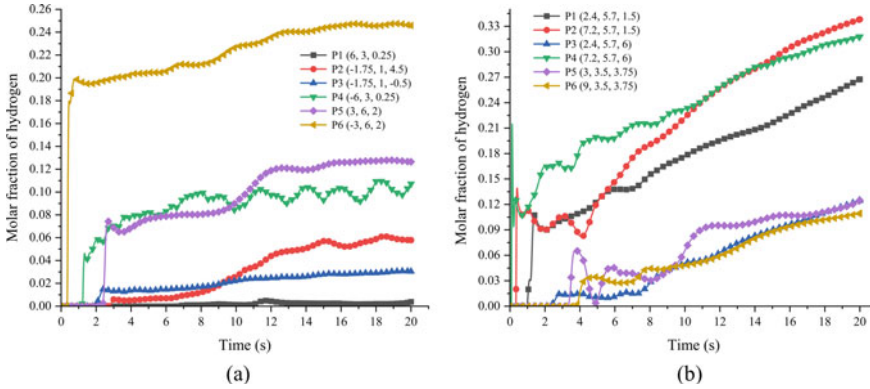 (a)
Molar fraction of hydrogen
0.26
0.24
0.22
0.20
0.18
0.16
0.14
0.12
0.10
0.08
0.06
0.04
0.02
0.00
P1 (6, 3, 0.25)
P2 (-1.75, 1, 4.5)
P3 (-1.75, 1, -0.5)
P4 (-6, 3, 0.25)
P5 (3, 6, 2)
P6 (-3, 6, 2)
0 2 4 6 8 10 12 14 16 18 20
Time (s)
(a)
(b)
Molar fraction of hydrogen
0.33
0.30
0.27
0.24
0.21
0.18
0.15
0.12
0.09
0.06
0.03
0.00
P1 (2.4, 5.7, 1.5)
P2 (7.2, 5.7, 1.5)
P3 (2.4, 5.7, 6)
P4 (7.2, 5.7, 6)
P5 (3, 3.5, 3.75)
P6 (9, 3.5, 3.75)
0 2 4 6 8 10 12 14 16 18 20
Time (s)
(b)